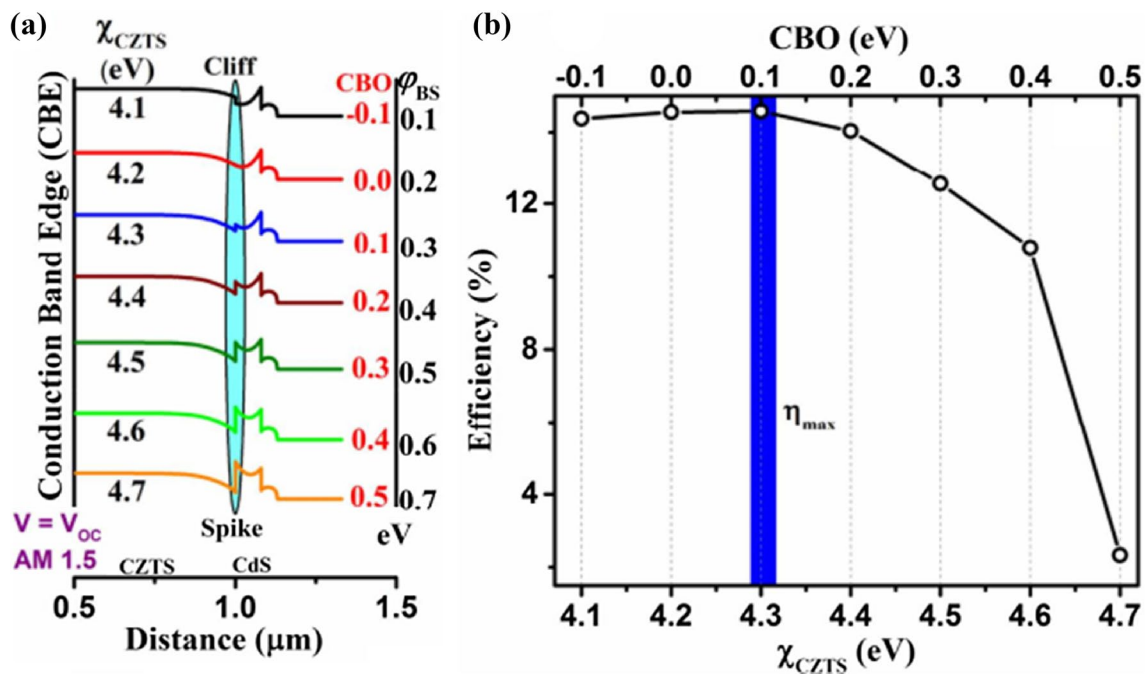 (a)
χCZTS
(eV)
Cliff
CBO
φBS
4.1
-0.1
0.1
4.2
0.0
0.2
4.3
0.1
0.3
4.4
0.2
0.4
4.5
0.3
0.5
4.6
0.4
0.6
4.7
0.5
0.7
Conduction Band Edge (CBE)
V = VOC
Spike
eV
AM 1.5
CZTS
CdS
0.5
1.0
1.5
Distance (μm)
(b)
CBO (eV)
-0.1 0.0 0.1 0.2 0.3 0.4 0.5
12
8
4
Efficiency (%)
ηmax
4.1 4.2 4.3 4.4 4.5 4.6 4.7
χCZTS (eV)